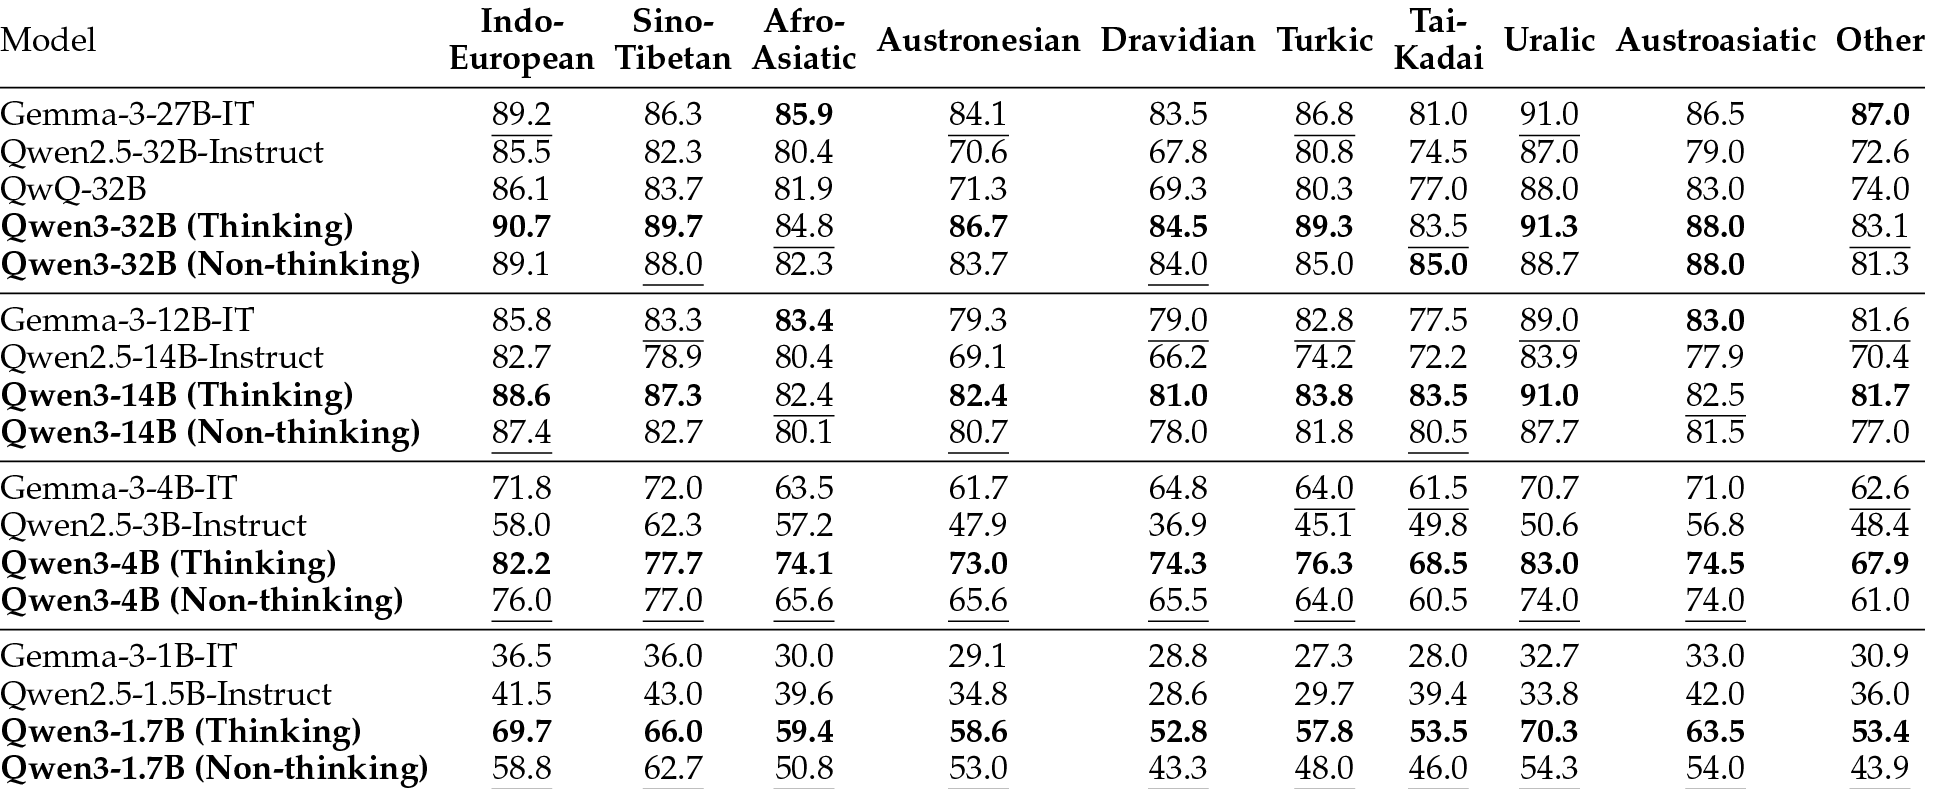 Model Indo-European Sino-Tibetan Afro-Asiatic Austronesian Dravidian Turkic Tai-Kadai Uralic Austroasiatic Other
Gemma-3-27B-IT 89.2 86.3 85.9 84.1 83.5 86.8 81.0 91.0 86.5 87.0
Qwen2.5-32B-Instruct 85.5 82.3 80.4 70.6 67.8 80.8 74.5 87.0 79.0 72.6
QwQ-32B 86.1 83.7 81.9 71.3 69.3 80.3 77.0 88.0 83.0 74.0
Qwen3-32B (Thinking) 90.7 89.7 84.8 86.7 84.5 89.3 83.5 91.3 88.0 83.1
Qwen3-32B (Non-thinking) 89.1 88.0 82.3 83.7 84.0 85.0 85.0 88.7 88.0 81.3
Gemma-3-12B-IT 85.8 83.3 83.4 79.3 79.0 82.8 77.5 89.0 83.0 81.6
Qwen2.5-14B-Instruct 82.7 78.9 80.4 69.1 66.2 74.2 72.2 83.9 77.9 70.4
Qwen3-14B (Thinking) 88.6 87.3 82.4 82.4 81.0 83.8 83.5 91.0 82.5 81.7
Qwen3-14B (Non-thinking) 87.4 82.7 80.1 80.7 78.0 81.8 80.5 87.7 81.5 77.0
Gemma-3-4B-IT 71.8 72.0 63.5 61.7 64.8 64.0 61.5 70.7 71.0 62.6
Qwen2.5-3B-Instruct 58.0 62.3 57.2 47.9 36.9 45.1 49.8 50.6 56.8 48.4
Qwen3-4B (Thinking) 82.2 77.7 74.1 73.0 74.3 76.3 68.5 83.0 74.5 67.9
Qwen3-4B (Non-thinking) 76.0 77.0 65.6 65.6 65.5 64.0 60.5 74.0 74.0 61.0
Gemma-3-1B-IT 36.5 36.0 30.0 29.1 28.8 27.3 28.0 32.7 33.0 30.9
Qwen2.5-1.5B-Instruct 41.5 43.0 39.6 34.8 28.6 29.7 39.4 33.8 42.0 36.0
Qwen3-1.7B (Thinking) 69.7 66.0 59.4 58.6 52.8 57.8 53.5 70.3 63.5 53.4
Qwen3-1.7B (Non-thinking) 58.8 62.7 50.8 53.0 43.3 48.0 46.0 54.3 54.0 43.9